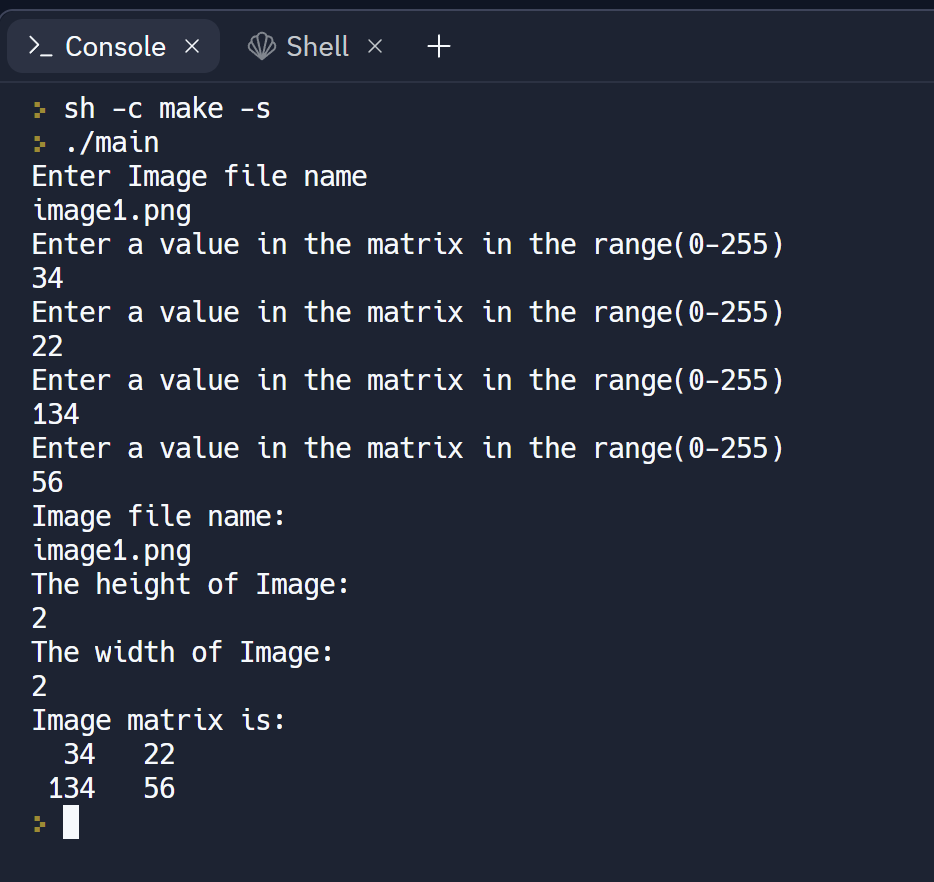 Console × Shell × +
sh -c make -s
./main
Enter Image file name
image1.png
Enter a value in the matrix in the range(0-255)
34
Enter a value in the matrix in the range(0-255)
22
Enter a value in the matrix in the range(0-255)
134
Enter a value in the matrix in the range(0-255)
56
Image file name:
image1.png
The height of Image:
2
The width of Image:
2
Image matrix is:
34 22
134 56